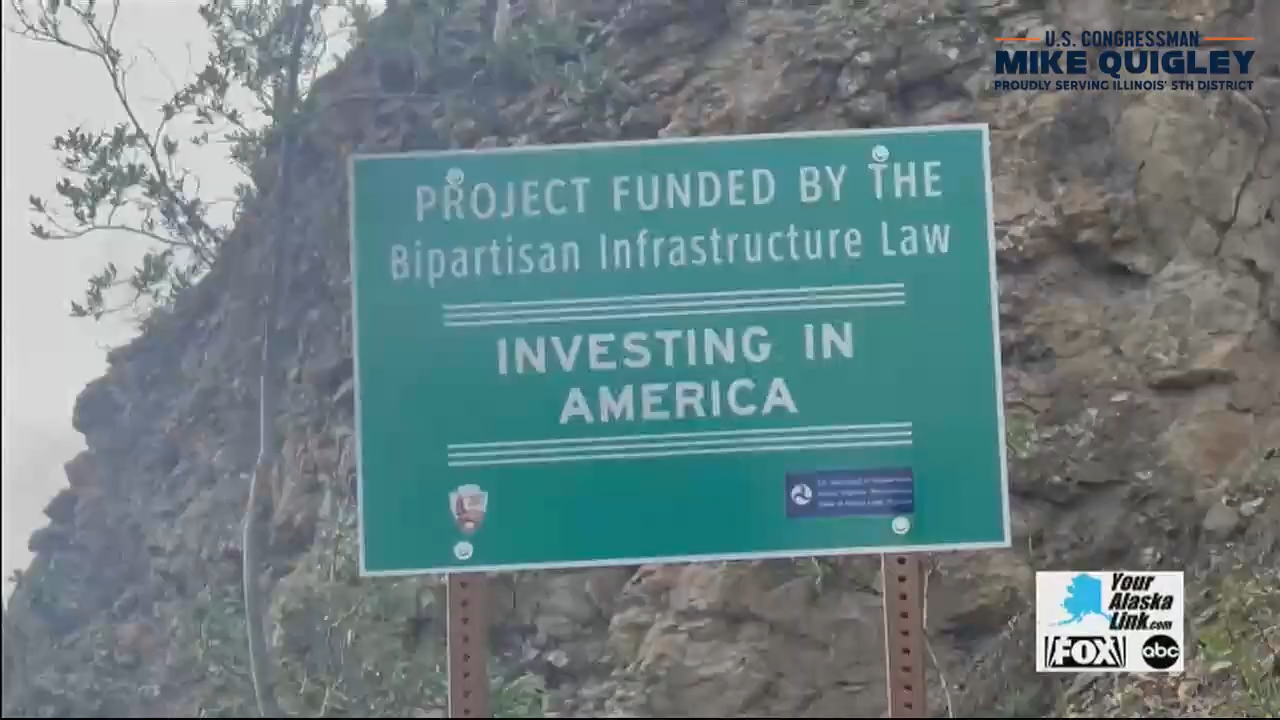 U.S. CONGRESSMAN
MIKE QUIGLEY
PROUDLY SERVING ILLINOIS' 5TH DISTRICT
PROJECT FUNDED BY THE
Bipartisan Infrastructure Law
INVESTING IN
AMERICA
Your
Alaska
Link.com
FOX
abc